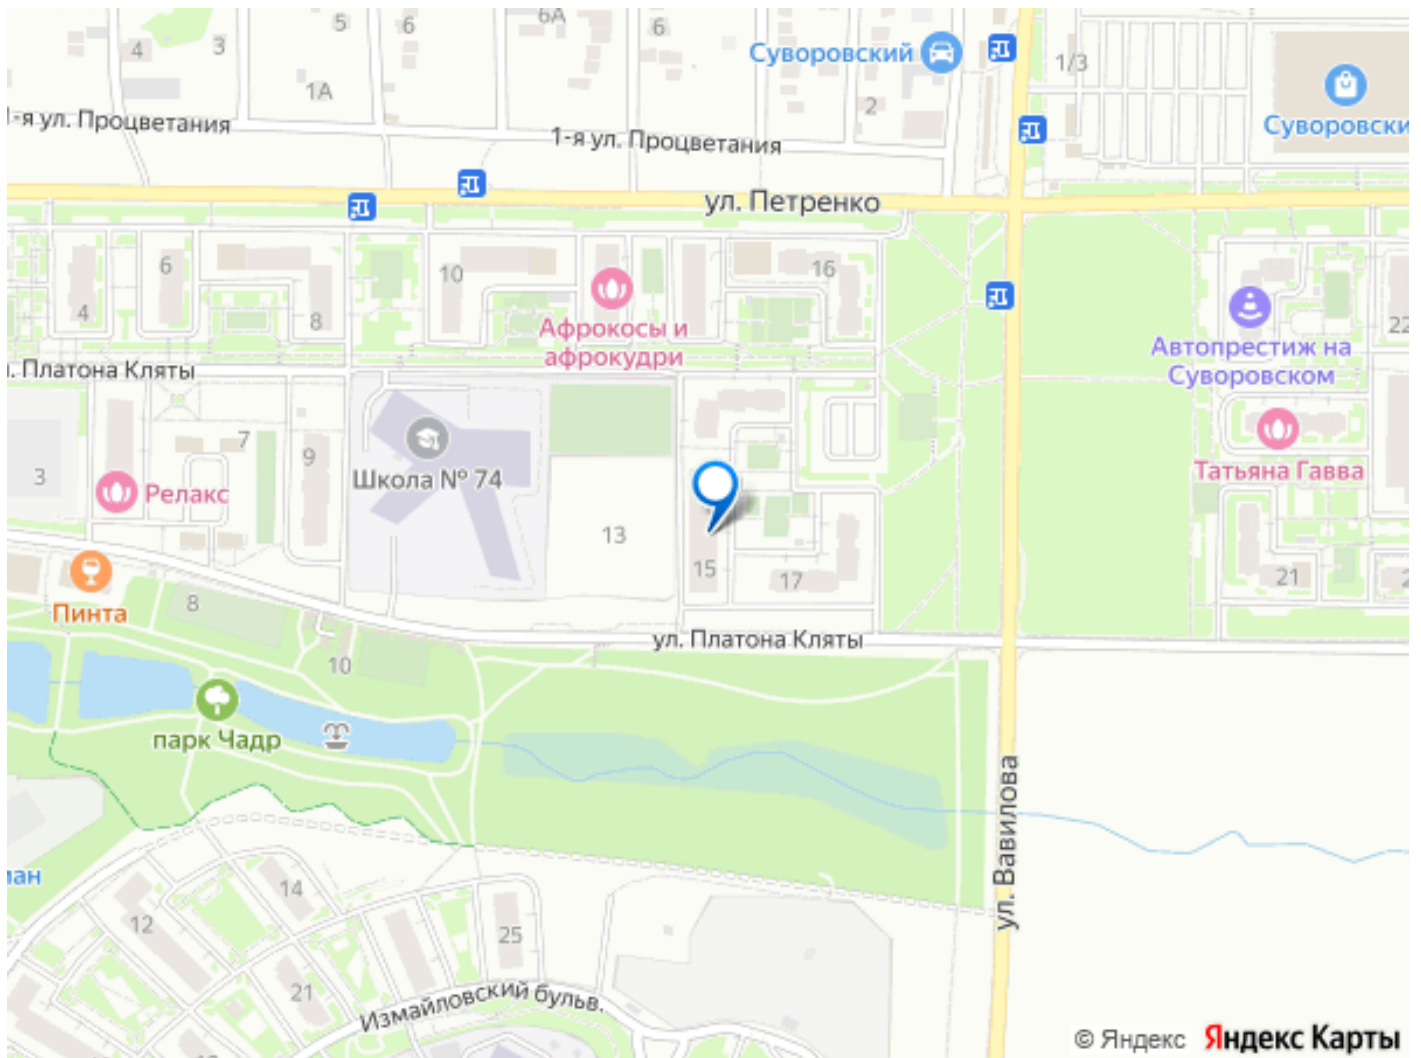 5
6
6А
6
4
3
Суворовский
1/3
1А
2
Суворовски
1-я ул. Процветания
1-я ул. Процветания
ул. Петренко
6
10
16
4
8
22
Афрокосы и
афрокудри
Автопрестиж на
Суворовском
. Платона Кляты
7
9
3
Школа № 74
Релакс
Татьяна Гавва
13
15
17
21
2
Пинта
8
ул. Платона Кляты
10
парк Чадр
ул. Вавилова
ман
14
12
25
21
Измайловский бульв.
© Яндекс Яндекс Карты